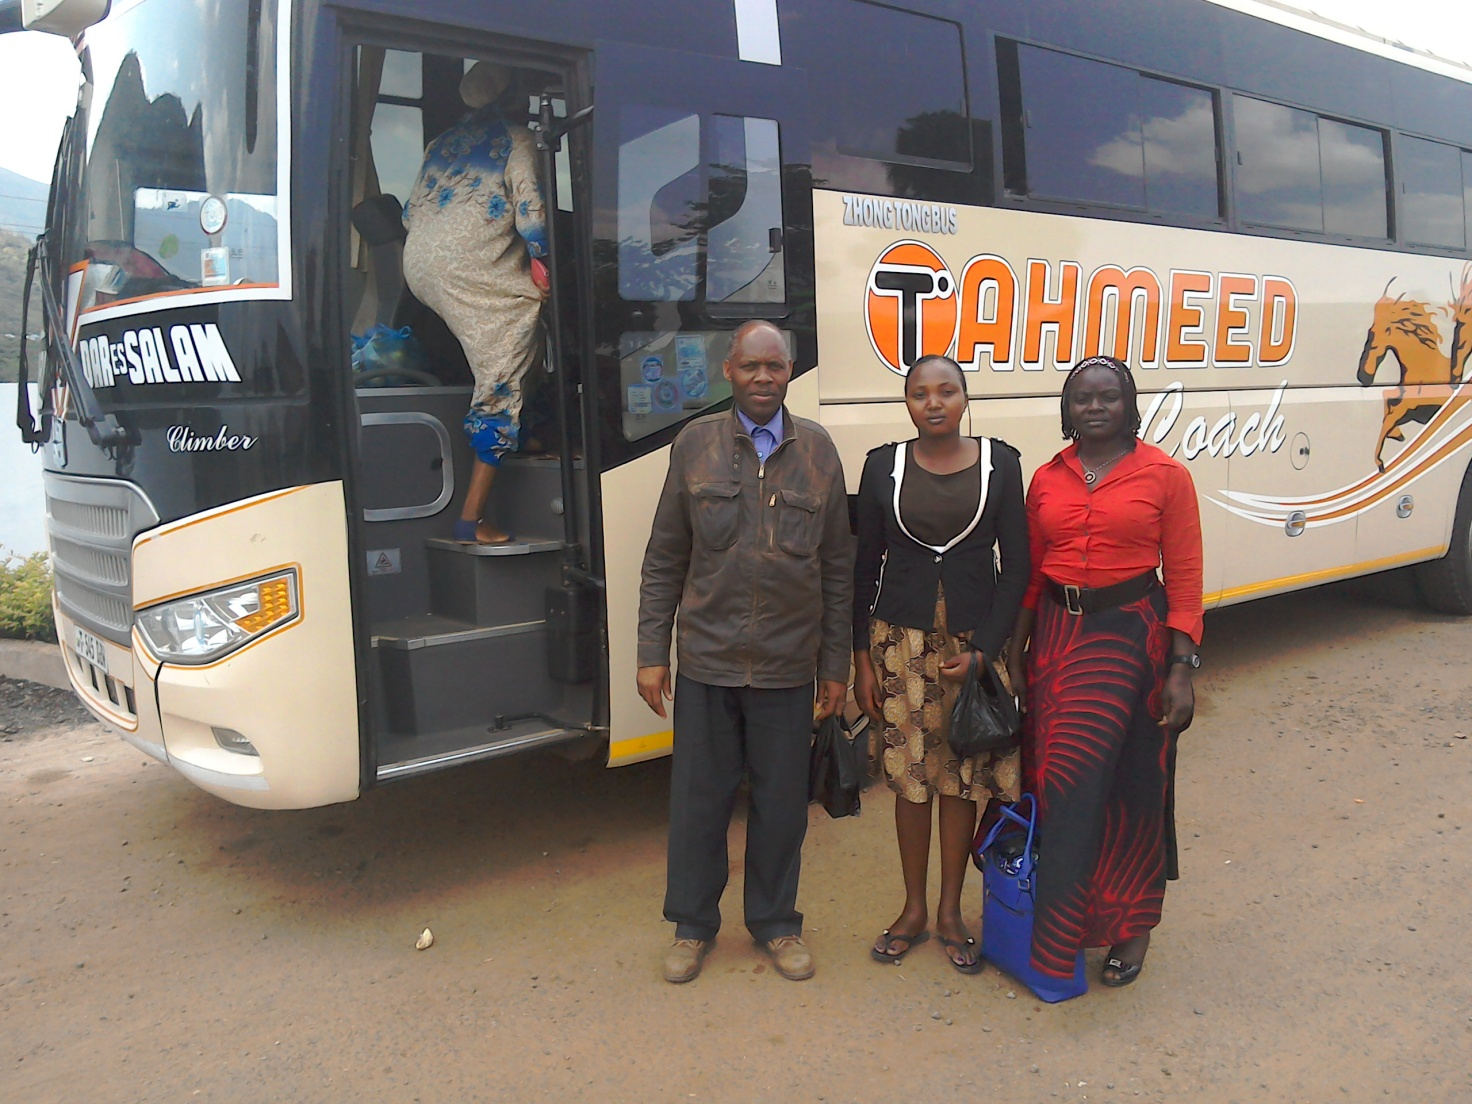 DAR ES SALAM
Climber
ZHONGTONGBUS
TAHMEED
Coach